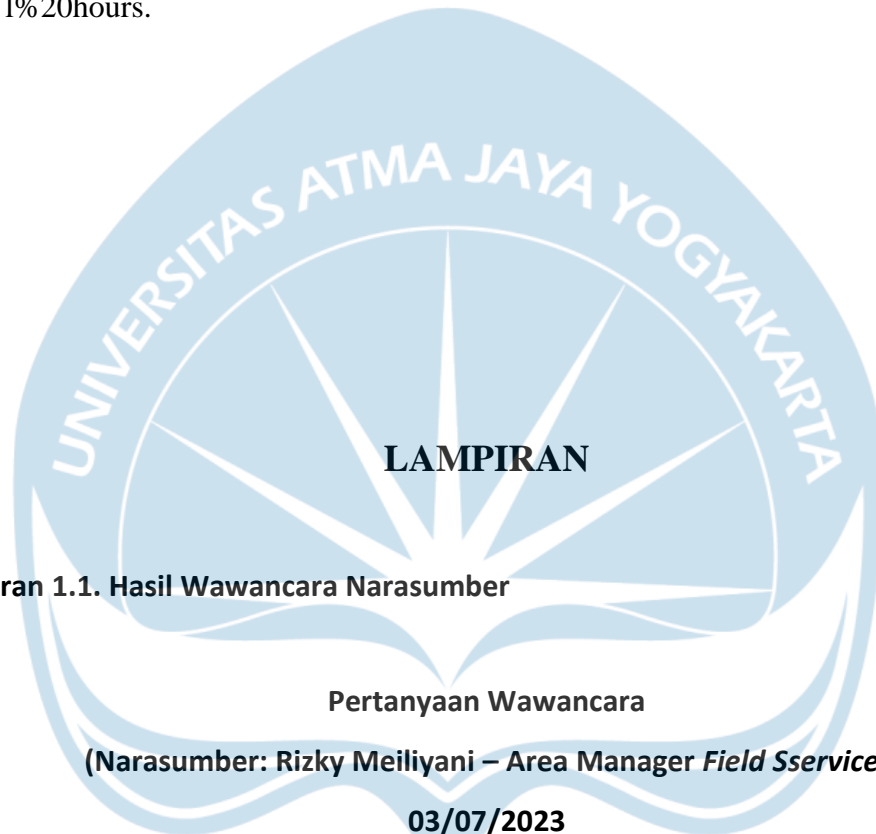 1%20hours.
UNIVERSITAS ATMA JAYA YOGYAKARTA
LAMPIRAN
ran 1.1. Hasil Wawancara Narasumber
Pertanyaan Wawancara
(Narasumber: Rizky Meiliyani – Area Manager Field Sservice
03/07/2023